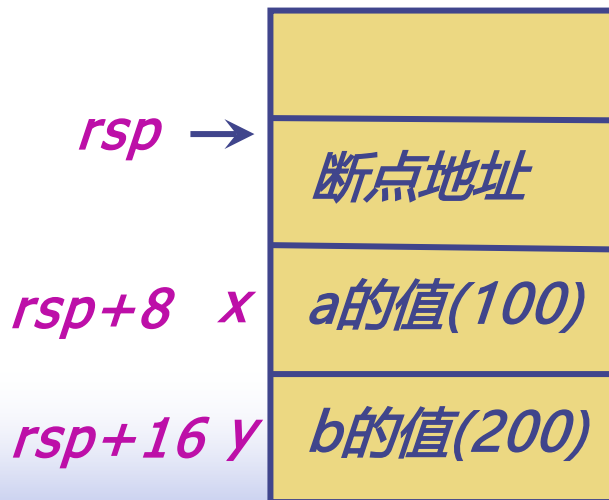 rsp → 断点地址
rsp+8 x a的值(100)
rsp+16 y b的值(200)